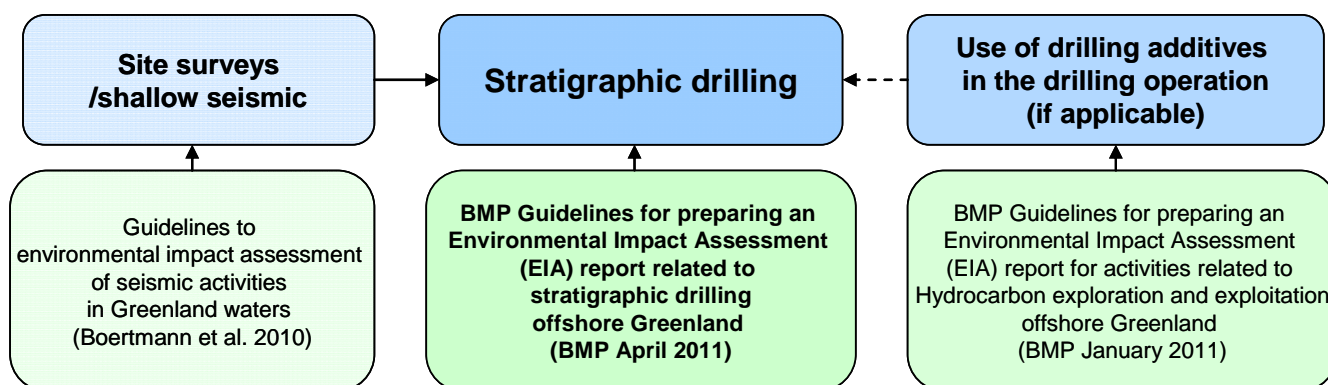 Site surveys
/shallow seismic
Stratigraphic drilling
Use of drilling additives
in the drilling operation
(if applicable)
Guidelines to
environmental impact assessment
of seismic activities
in Greenland waters
(Boertmann et al. 2010)
BMP Guidelines for preparing an
Environmental Impact Assessment
(EIA) report related to
stratigraphic drilling
offshore Greenland
(BMP April 2011)
BMP Guidelines for preparing an
Environmental Impact Assessment
(EIA) report for activities related to
Hydrocarbon exploration and exploitation
offshore Greenland
(BMP January 2011)